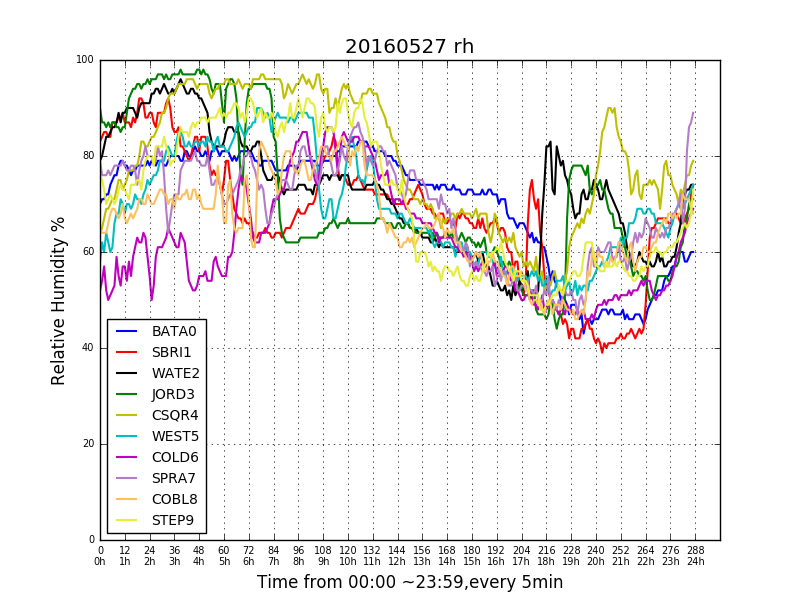 20160527 rh
100
80
60
40
20
0
Relative Humidity %
BATA0
SBRI1
WATE2
JORD3
CSQR4
WEST5
COLD6
SPRA7
COBL8
STEP9
0 12 24 36 48 60 72 84 96 108 120 132 144 156 168 180 192 204 216 228 240 252 264 276 288
0h 1h 2h 3h 4h 5h 6h 7h 8h 9h 10h 11h 12h 13h 14h 15h 16h 17h 18h 19h 20h 21h 22h 23h 24h
Time from 00:00 ~23:59,every 5min